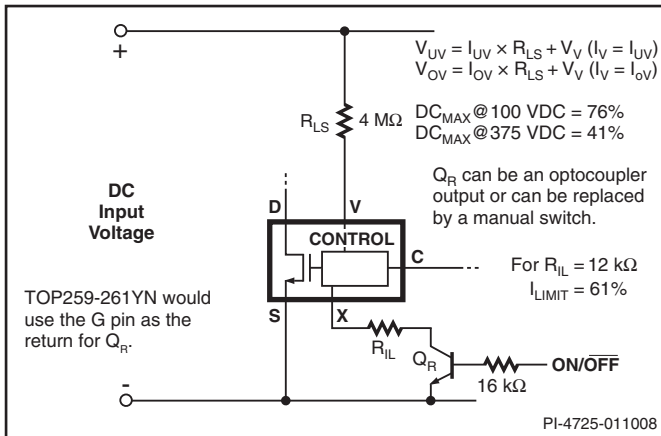 +
V_UV = I_UV × R_LS + V_V (I_V = I_UV)
V_OV = I_OV × R_LS + V_V (I_V = I_oV)
R_LS 4 MΩ
DC_MAX@100 VDC = 76%
DC_MAX@375 VDC = 41%
Q_R can be an optocoupler
output or can be replaced
by a manual switch.
DC
Input
Voltage
D
V
CONTROL
C
For R_IL = 12 kΩ
I_LIMIT = 61%
TOP259-261YN would
use the G pin as the
return for Q_R.
S
X
R_IL
Q_R
16 kΩ
ON/O̅F̅F̅
-
PI-4725-011008